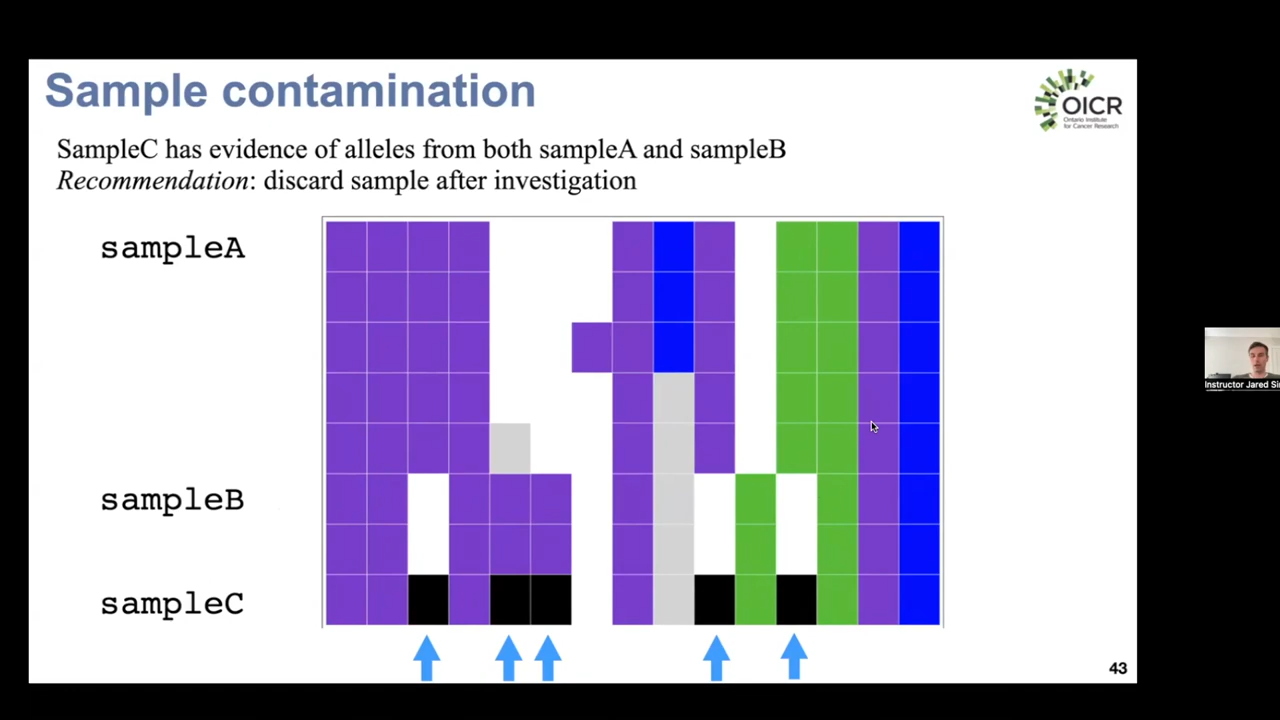 Sample contamination
OICR
Ontario Institute
for Cancer Research
SampleC has evidence of alleles from both sampleA and sampleB
Recommendation: discard sample after investigation
sampleA
sampleB
sampleC
Instructor Jared Si
43